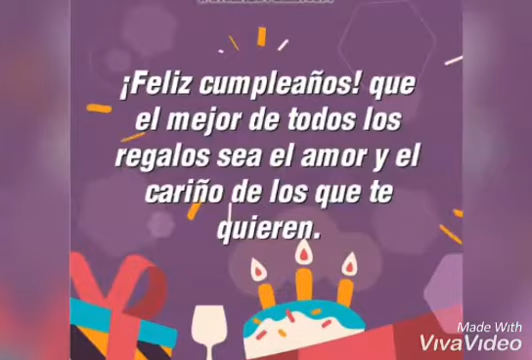 ¡Feliz cumpleaños! que
el mejor de todos los
regalos sea el amor y el
cariño de los que te
quieren.
Made With
VivaVideo